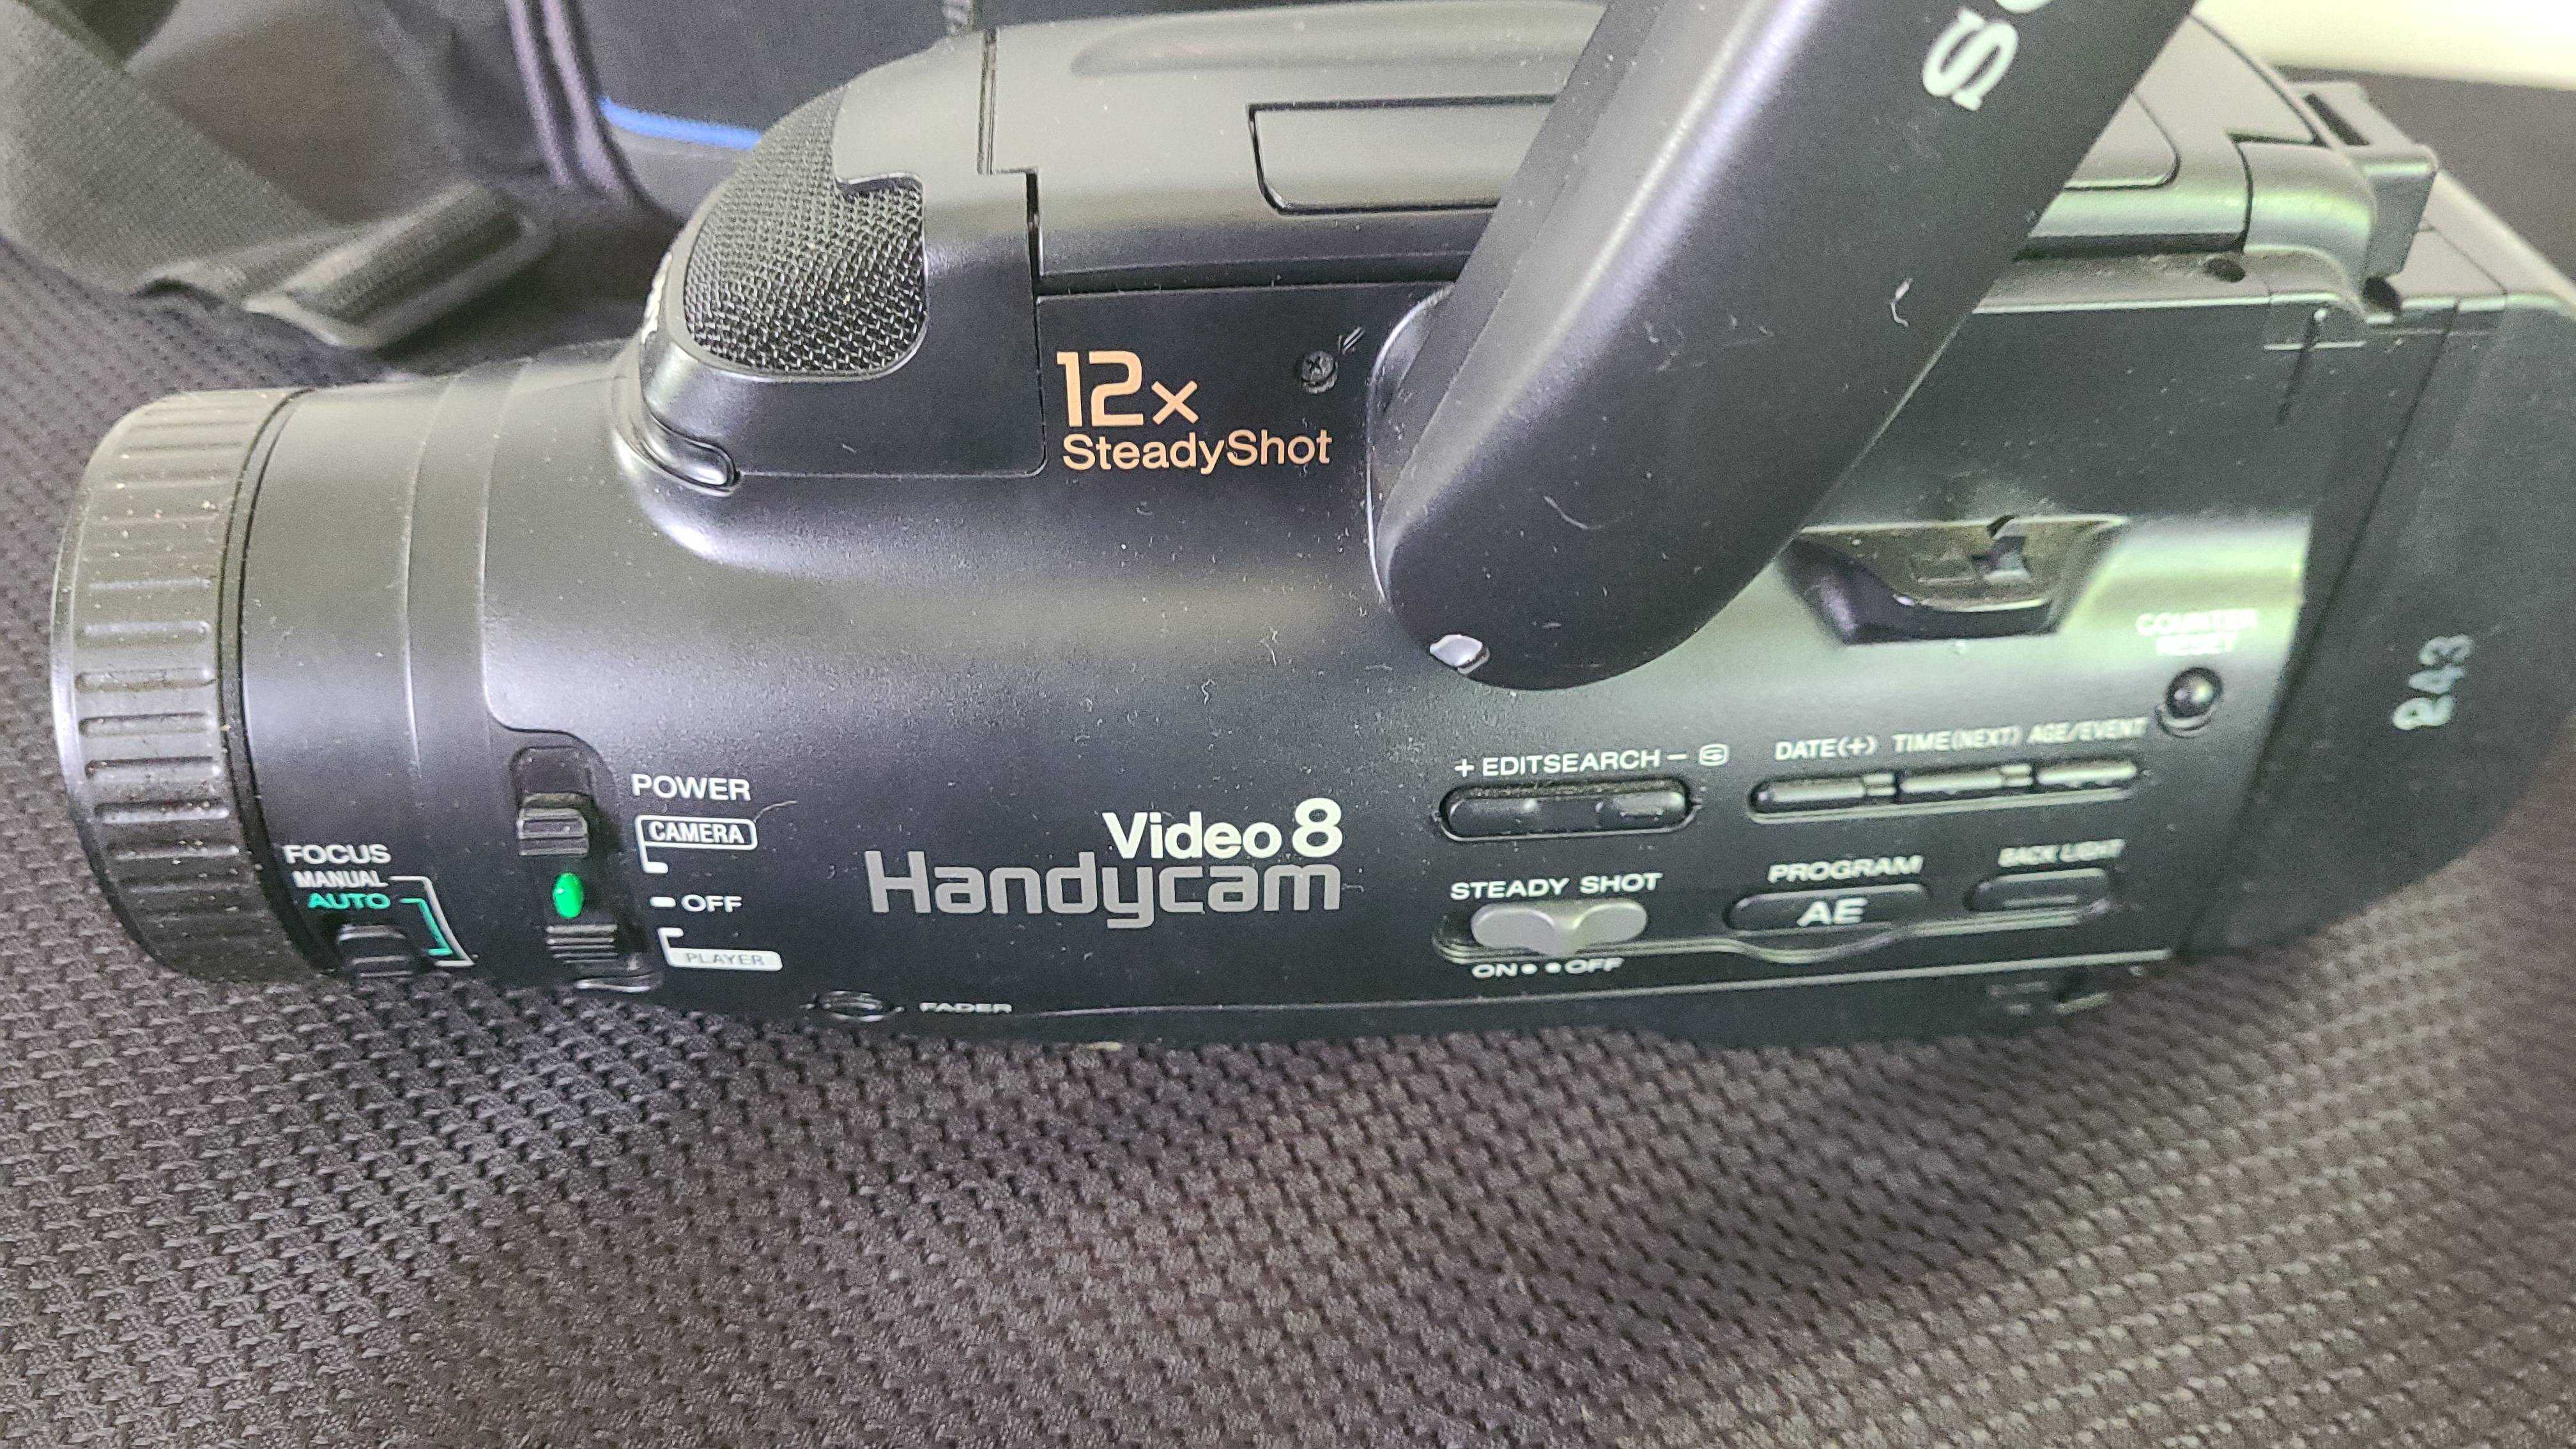 12x
SteadyShot
POWER
CAMERA
OFF
PLAYER
FOCUS
MANUAL
AUTO
Video 8
Handycam
FADER
+ EDITSEARCH −
DATE(+) TIME(NEXT) AGE/EVENT
COUNTER
RESET
STEADY SHOT
ON OFF
PROGRAM
AE
BACK LIGHT